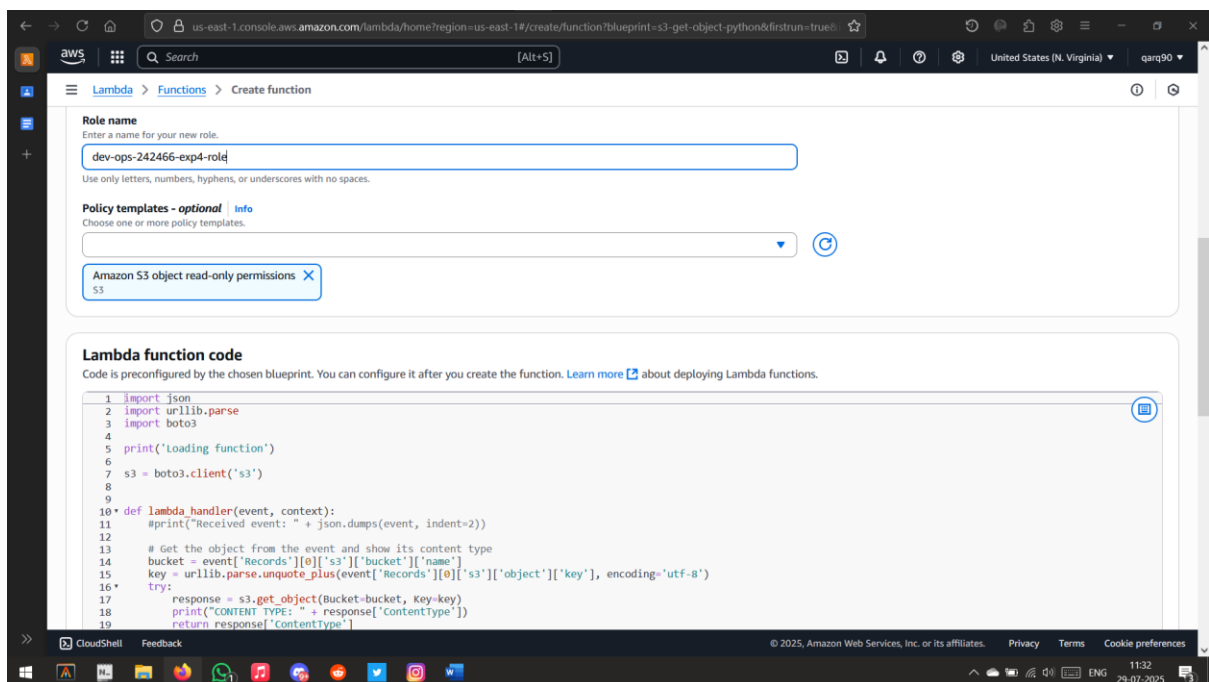 us-east-1.console.aws.amazon.com/lambda/home?region=us-east-1#/create/function?blueprint=s3-get-object-python&firstrun=true&
aws
Search [Alt+S]
United States (N. Virginia) ▼ qarq90 ▼
Lambda > Functions > Create function
Role name
Enter a name for your new role.
dev-ops-242466-exp4-role
Use only letters, numbers, hyphens, or underscores with no spaces.
Policy templates - optional Info
Choose one or more policy templates.
Amazon S3 object read-only permissions
S3
Lambda function code
Code is preconfigured by the chosen blueprint. You can configure it after you create the function. Learn more about deploying Lambda functions.
1 import json
2 import urllib.parse
3 import boto3
4
5 print('Loading function')
6
7 s3 = boto3.client('s3')
8
9
10 def lambda_handler(event, context):
11 #print("Received event: " + json.dumps(event, indent=2))
12
13 # Get the object from the event and show its content type
14 bucket = event['Records'][0]['s3']['bucket']['name']
15 key = urllib.parse.unquote_plus(event['Records'][0]['s3']['object']['key'], encoding='utf-8')
16 try:
17 response = s3.get_object(Bucket=bucket, Key=key)
18 print("CONTENT TYPE: " + response['ContentType'])
19 return response['ContentType']
CloudShell Feedback © 2025, Amazon Web Services, Inc. or its affiliates. Privacy Terms Cookie preferences
ENG
11:32
29-07-2025